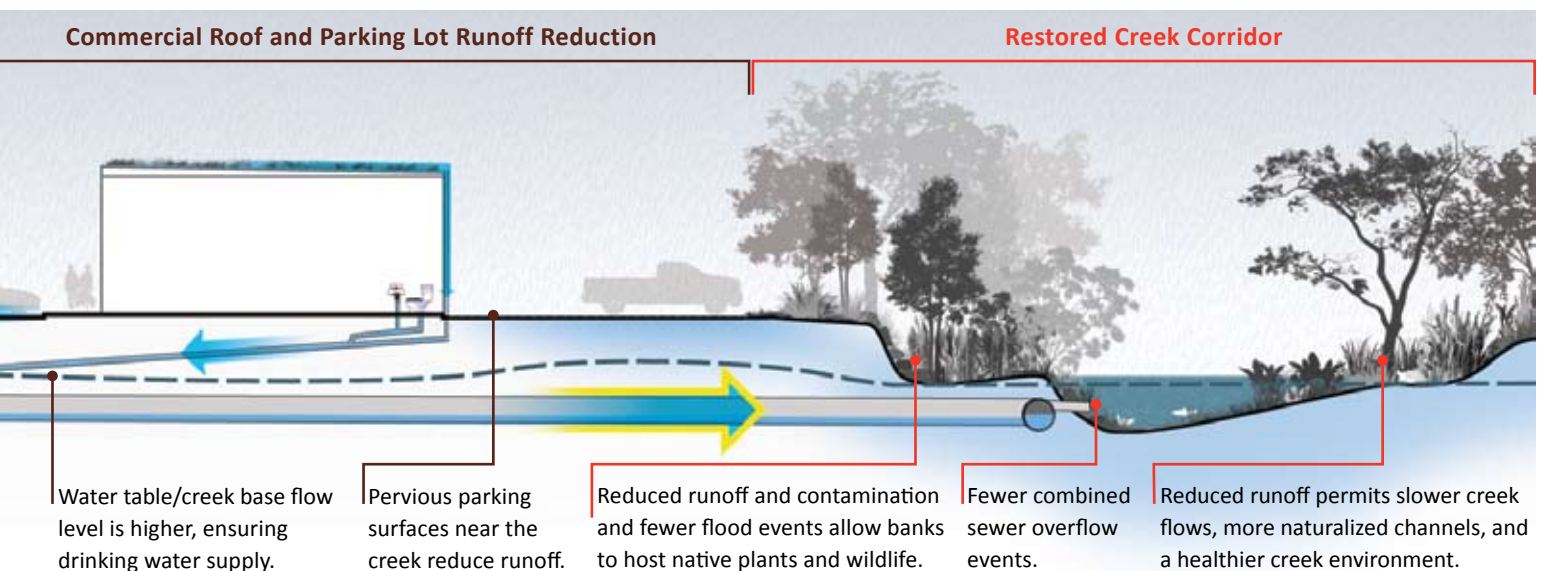 Commercial Roof and Parking Lot Runoff Reduction
Restored Creek Corridor
Water table/creek base flow
level is higher, ensuring
drinking water supply.
Pervious parking
surfaces near the
creek reduce runoff.
Reduced runoff and contamination
and fewer flood events allow banks
to host native plants and wildlife.
Fewer combined
sewer overflow
events.
Reduced runoff permits slower creek
flows, more naturalized channels, and
a healthier creek environment.